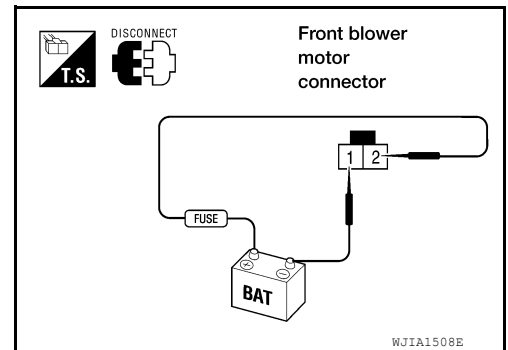 DISCONNECT
T.S.
Front blower
motor
connector
1 2
FUSE
+ −
BAT
WJIA1508E